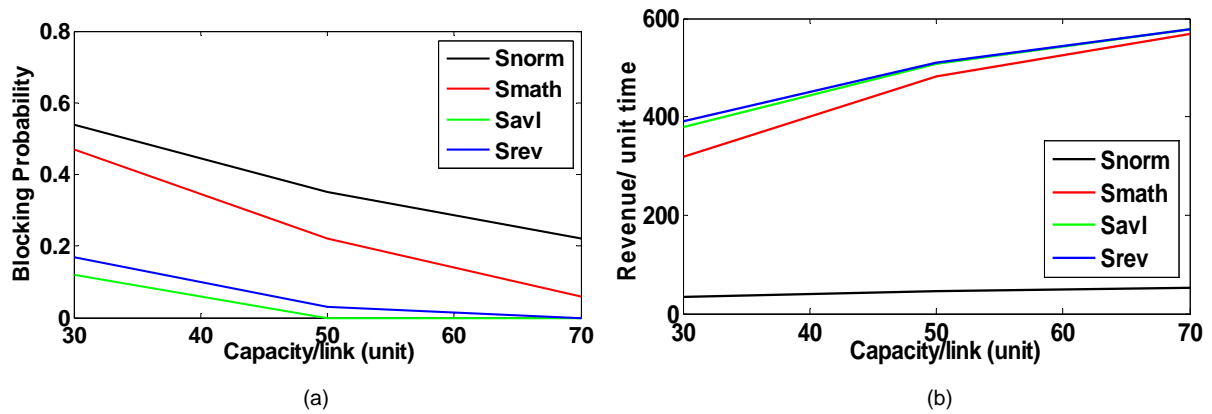 0.8
0.6
0.4
0.2
0
30
40
50
60
70
Blocking Probability
Capacity/link (unit)
Snorm
Smath
Savl
Srev
(a)
600
400
200
0
30
40
50
60
70
Revenue/ unit time
Capacity/link (unit)
Snorm
Smath
Savl
Srev
(b)